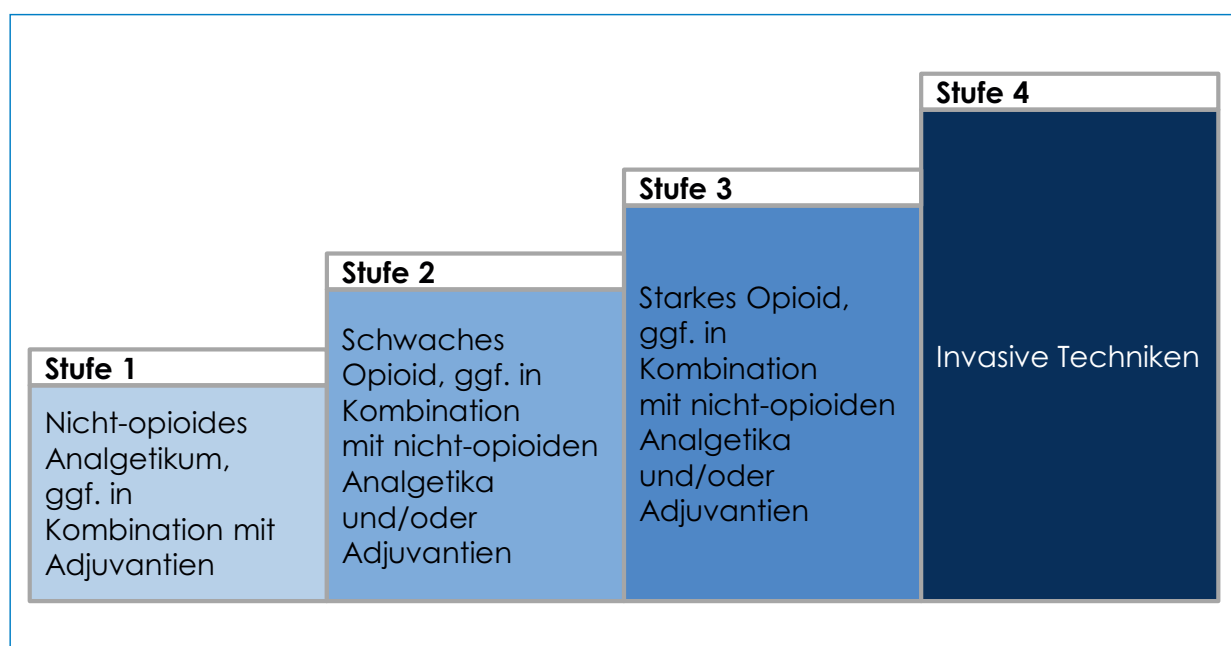 Stufe 1
Nicht-opioides
Analgetikum,
ggf. in
Kombination mit
Adjuvantien
Stufe 2
Schwaches
Opioid, ggf. in
Kombination
mit nicht-opioiden
Analgetika
und/oder
Adjuvantien
Stufe 3
Starkes Opioid,
ggf. in
Kombination
mit nicht-opioiden
Analgetika
und/oder
Adjuvantien
Stufe 4
Invasive Techniken